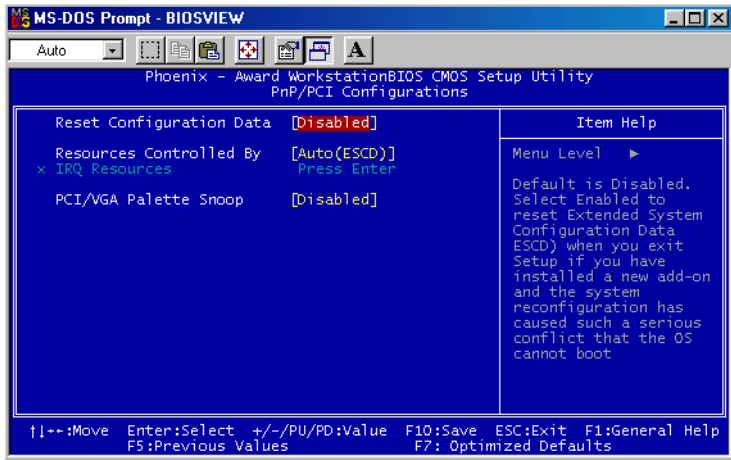 MS-DOS Prompt - BIOSVIEW
Auto
A
Phoenix - Award WorkstationBIOS CMOS Setup Utility
PnP/PCI Configurations
Reset Configuration Data [Disabled]
Resources Controlled By [Auto(ESCD)]
x IRQ Resources Press Enter
PCI/VGA Palette Snoop [Disabled]
Item Help
Menu Level ►
Default is Disabled.
Select Enabled to
reset Extended System
Configuration Data
ESCD) when you exit
Setup if you have
installed a new add-on
and the system
reconfiguration has
caused such a serious
conflict that the OS
cannot boot
↑↓←→:Move Enter:Select +/-/PU/PD:Value F10:Save ESC:Exit F1:General Help
F5:Previous Values F7: Optimized Defaults